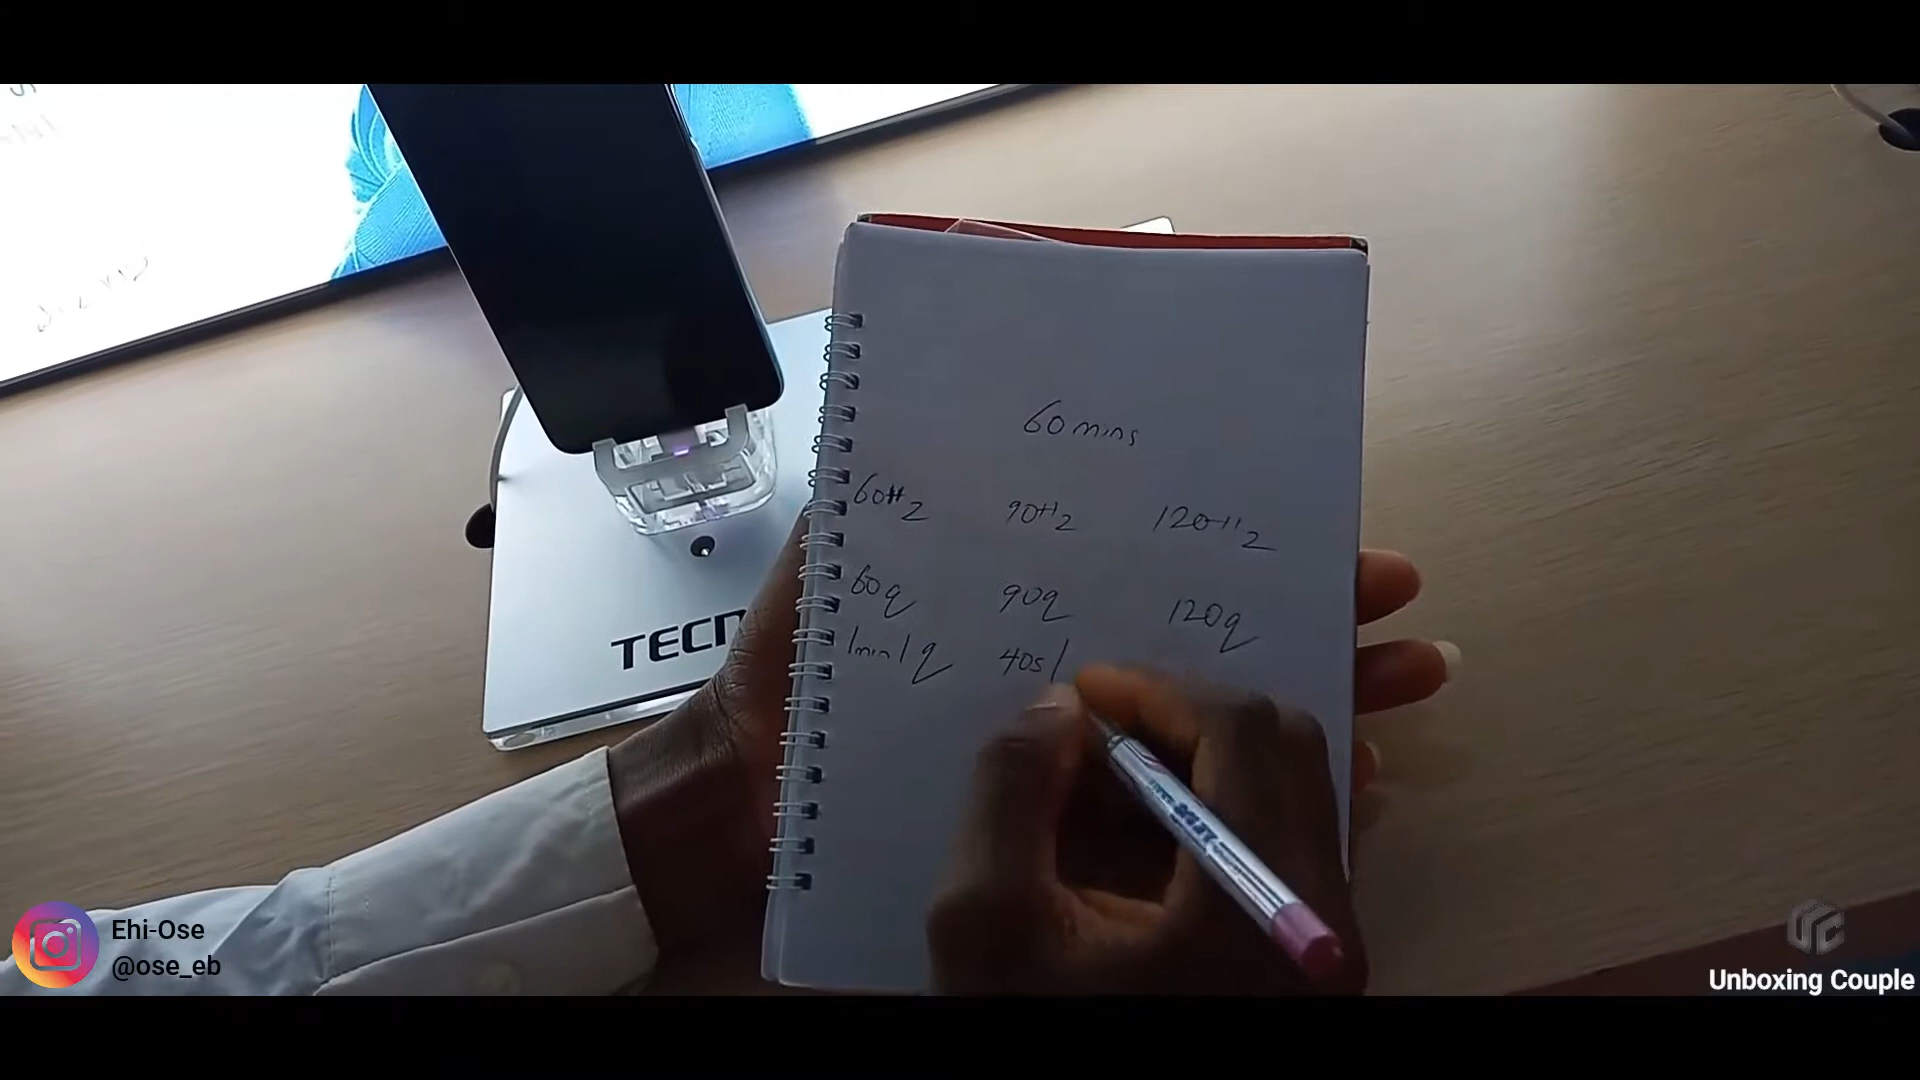 60 mins
60Hz 90Hz 120Hz
60q 90q 120q
1min/q 40s/
TECN
Ehi-Ose
@ose_eb
Unboxing Couple